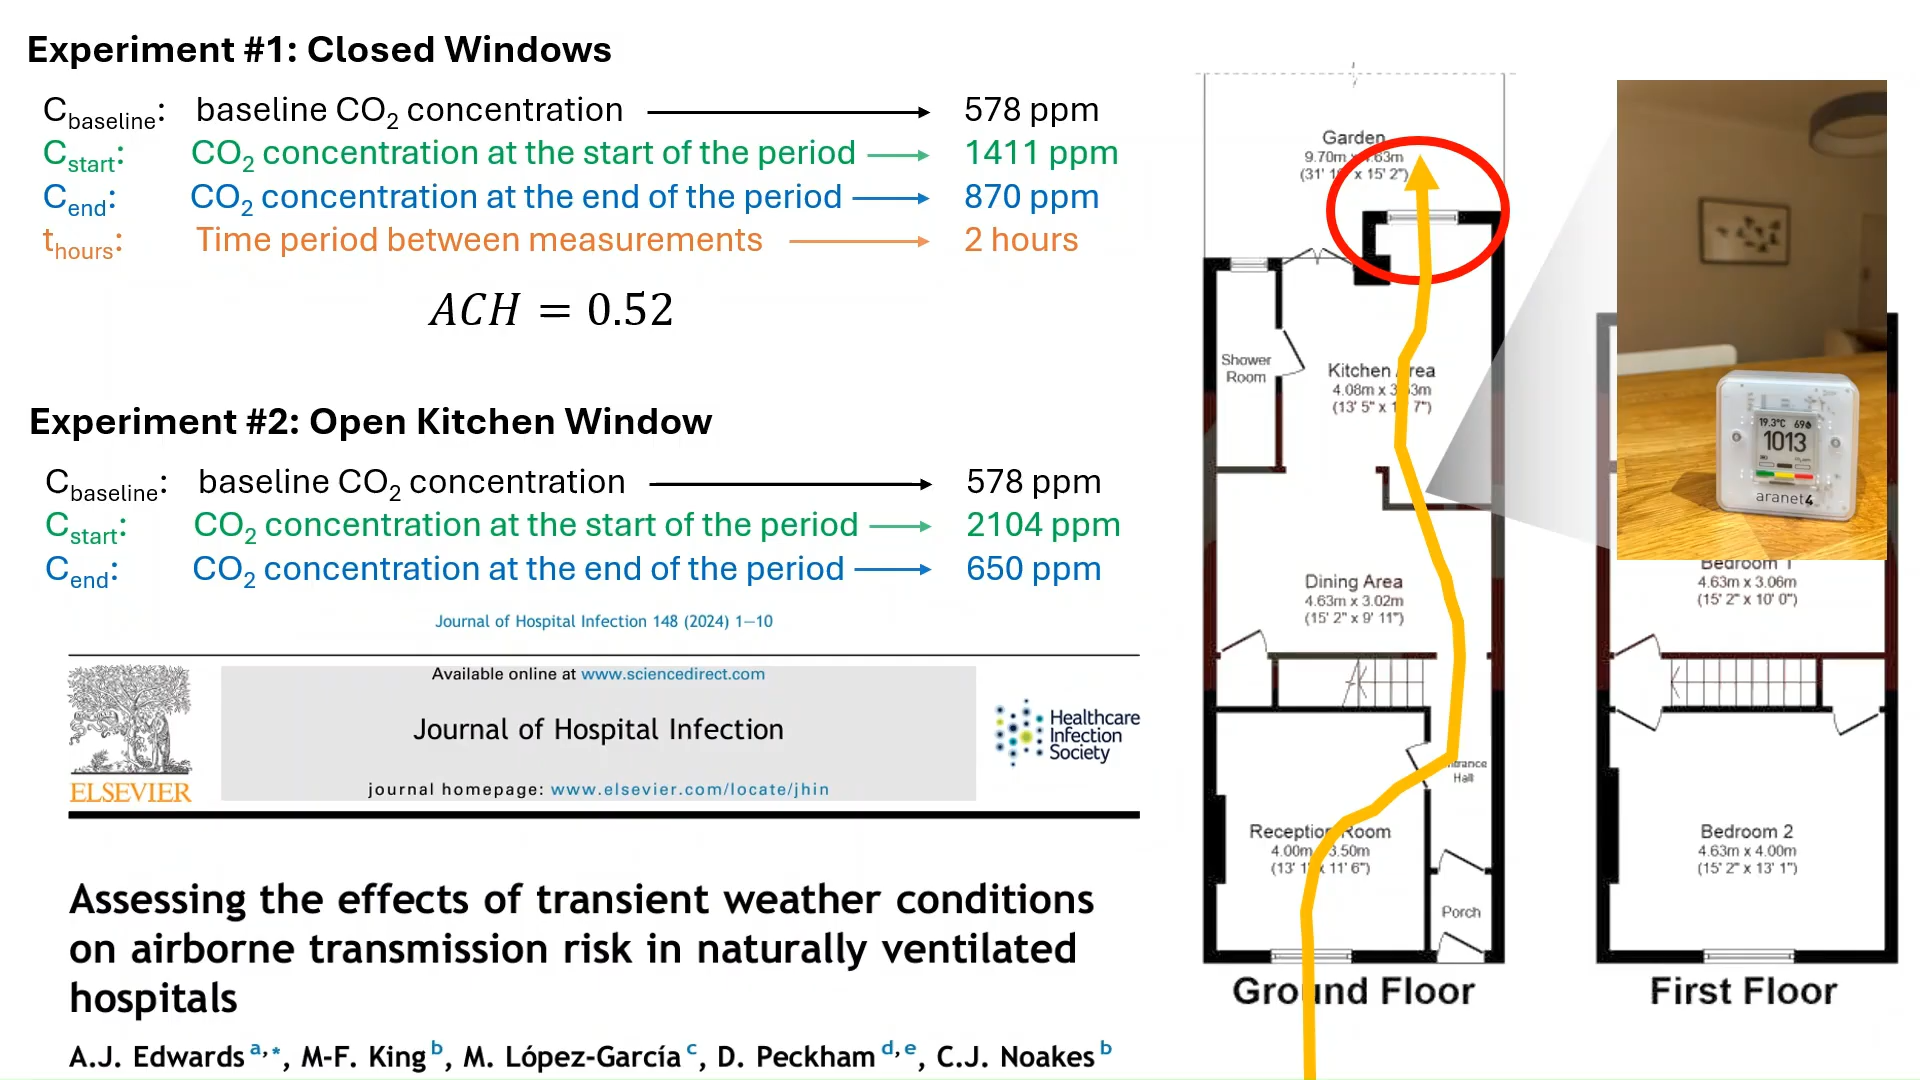 Experiment #1: Closed Windows
C_baseline: baseline CO₂ concentration 578 ppm
C_start: CO₂ concentration at the start of the period 1411 ppm
C_end: CO₂ concentration at the end of the period 870 ppm
t_hours: Time period between measurements 2 hours
ACH = 0.52
Experiment #2: Open Kitchen Window
C_baseline: baseline CO₂ concentration 578 ppm
C_start: CO₂ concentration at the start of the period 2104 ppm
C_end: CO₂ concentration at the end of the period 650 ppm
Journal of Hospital Infection 148 (2024) 1–10
Available online at www.sciencedirect.com
Journal of Hospital Infection
journal homepage: www.elsevier.com/locate/jhin
ELSEVIER
Healthcare
Infection
Society
Assessing the effects of transient weather conditions
on airborne transmission risk in naturally ventilated
hospitals
A.J. Edwards a,*, M-F. King b, M. López-García c, D. Peckham d,e, C.J. Noakes b
Garden
9.70m x
(31' x 15' 2")
Shower
Room
Kitchen Area
4.08m x
(13' 5" x 7")
Dining Area
4.63m x 3.02m
(15' 2" x 9' 11")
Hall
Reception Room
4.00m 3.50m
(13' 1" x 11' 6")
Porch
Ground Floor
19.3°C 69
1013
aranet4
Bedroom 1
4.63m x 3.06m
(15' 2" x 10' 0")
Bedroom 2
4.63m x 4.00m
(15' 2" x 13' 1")
First Floor